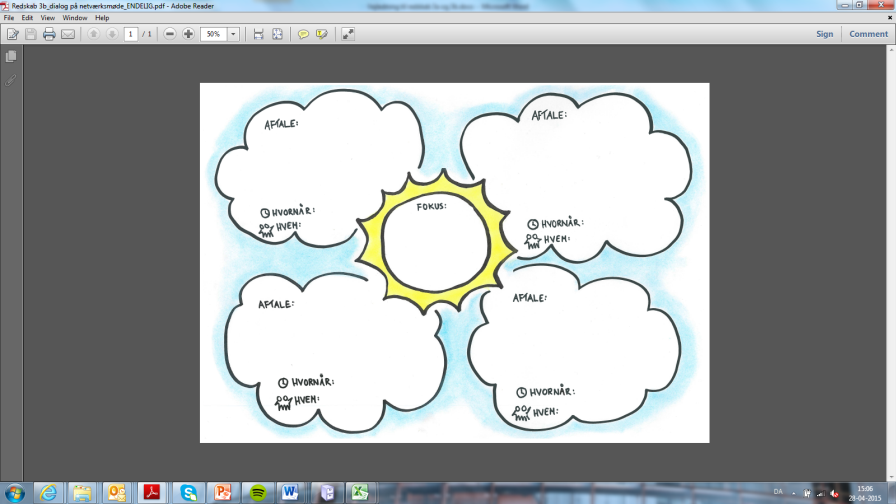 Redskab 3b_dialog på netværksmøde_ENDELIG.pdf - Adobe Reader
File Edit View Window Help
1 / 1 50% Sign Comment
AFTALE:
HVORNÅR:
HVEM:
AFTALE:
HVORNÅR:
HVEM:
FOKUS:
AFTALE:
HVORNÅR:
HVEM:
AFTALE:
HVORNÅR:
HVEM:
DA
15:06
28-04-2015